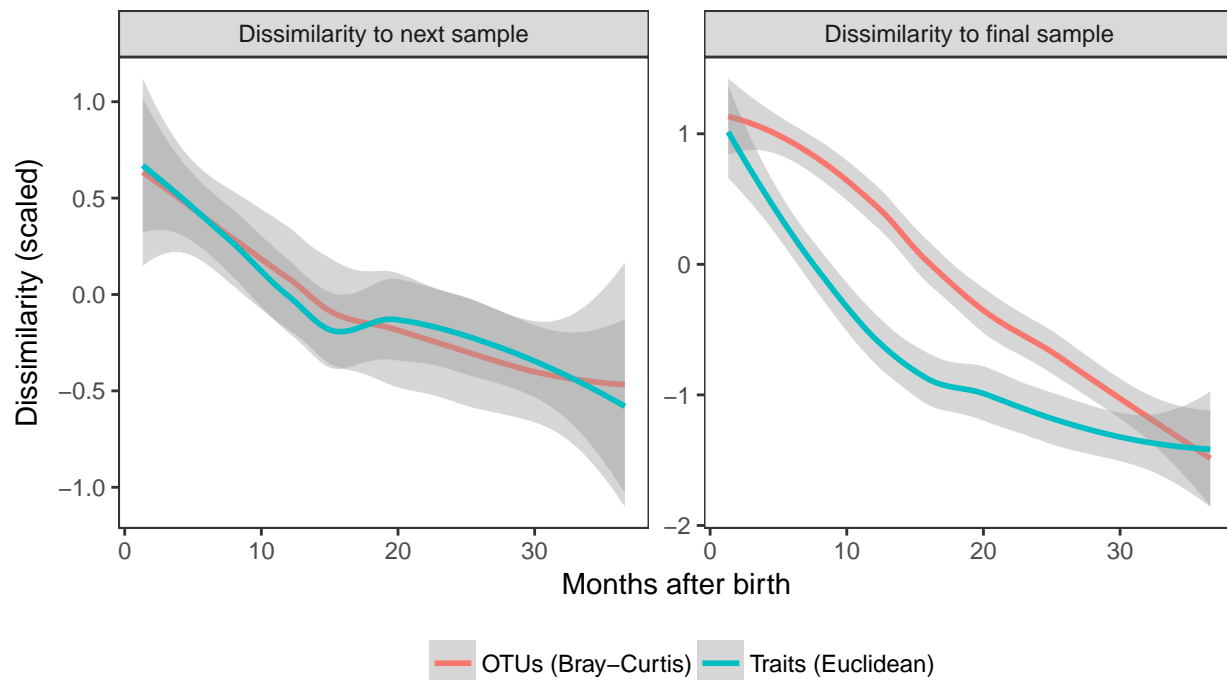 Dissimilarity to next sample
Dissimilarity to final sample
Dissimilarity (scaled)
1.0
0.5
0.0
−0.5
−1.0
1
0
−1
−2
0 10 20 30
0 10 20 30
Months after birth
OTUs (Bray−Curtis) Traits (Euclidean)